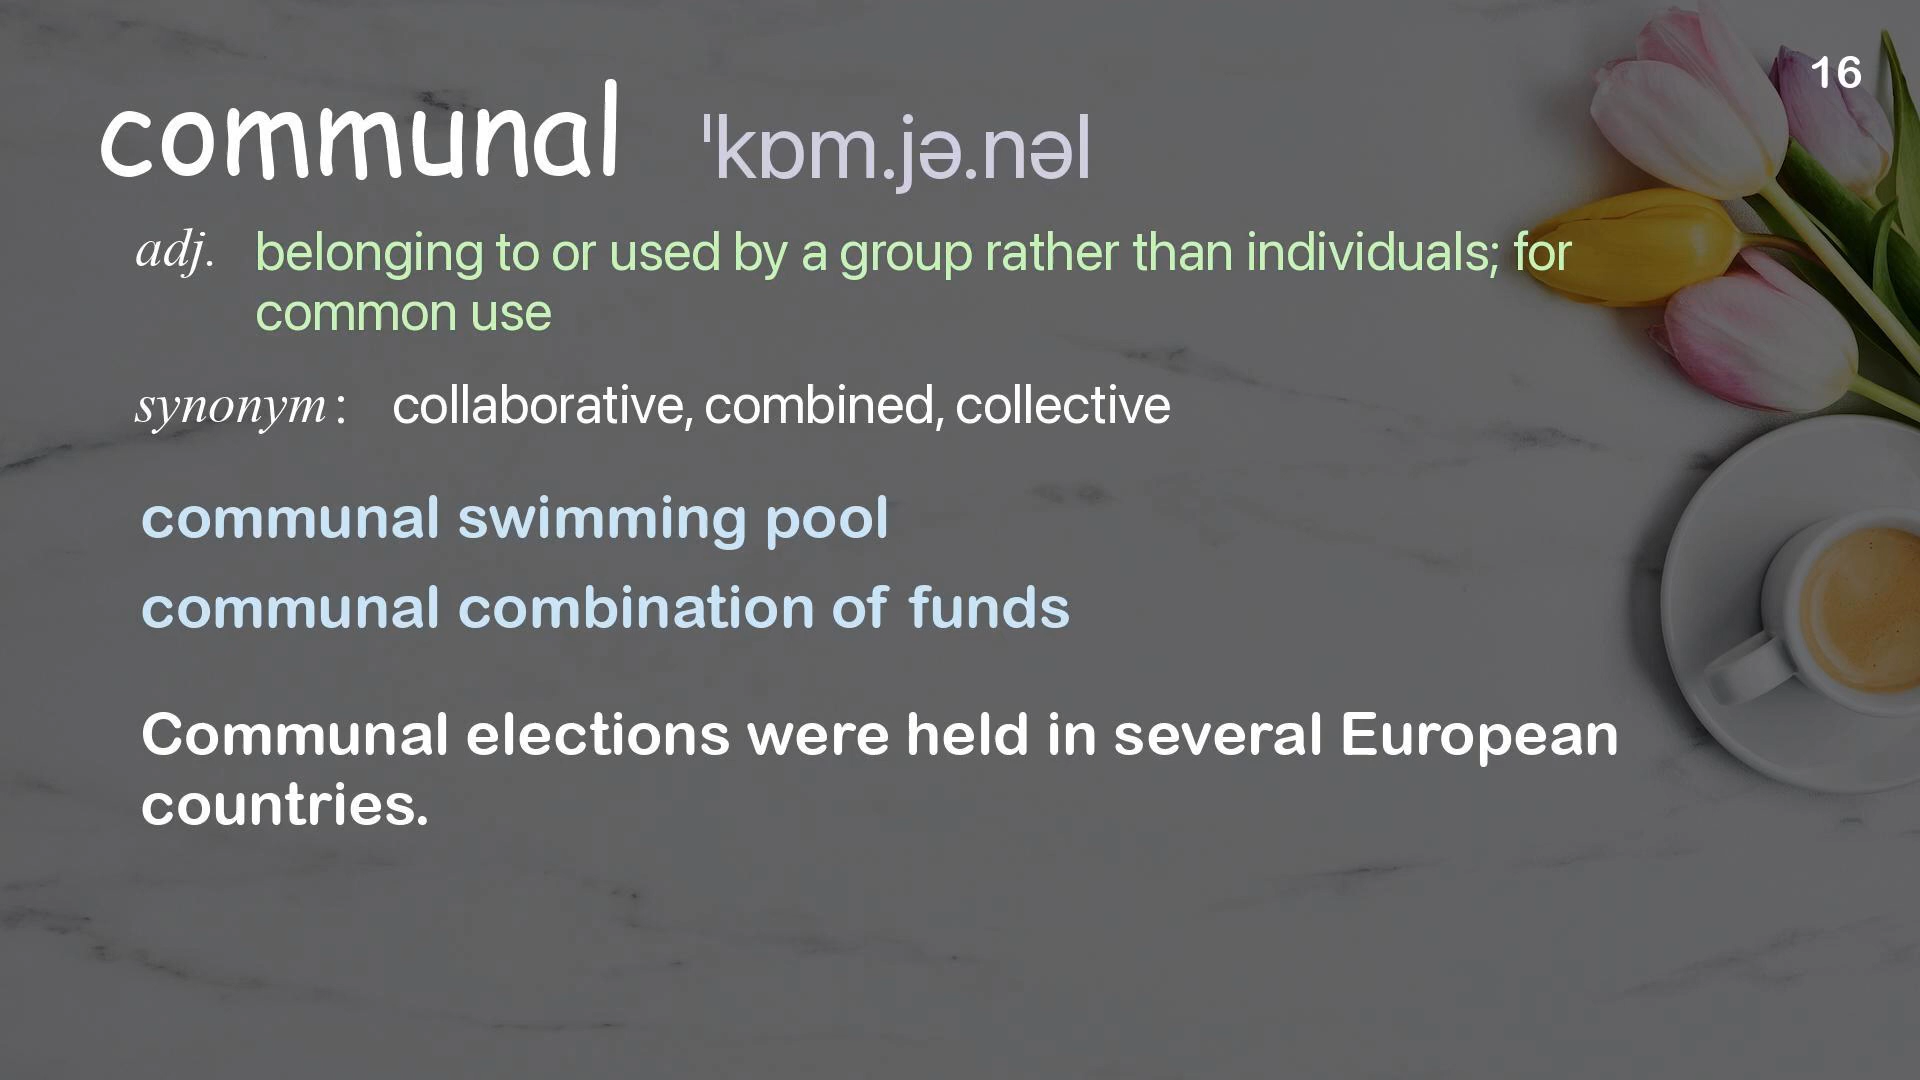 16
communal ˈkɒm.jə.nəl
adj. belonging to or used by a group rather than individuals; for
common use
synonym : collaborative, combined, collective
communal swimming pool
communal combination of funds
Communal elections were held in several European
countries.